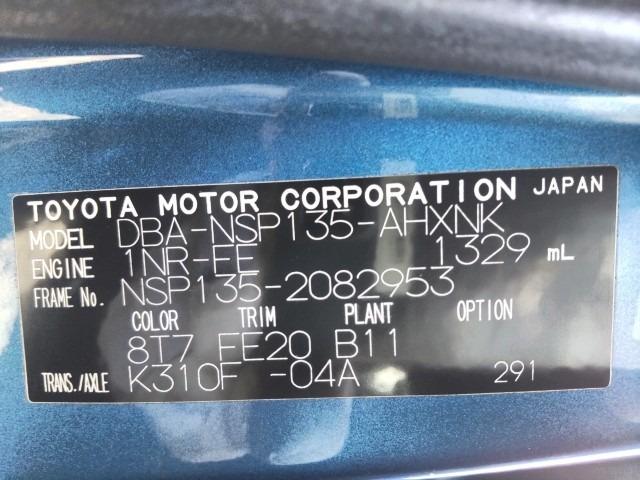 TOYOTA MOTOR CORPORATION JAPAN
MODEL DBA-NSP135-AHXNK
ENGINE 1NR-FE 1329 mL
FRAME No. NSP135-2082953
COLOR TRIM PLANT OPTION
8T7 FE20 B11
TRANS./AXLE K310F -04A 291